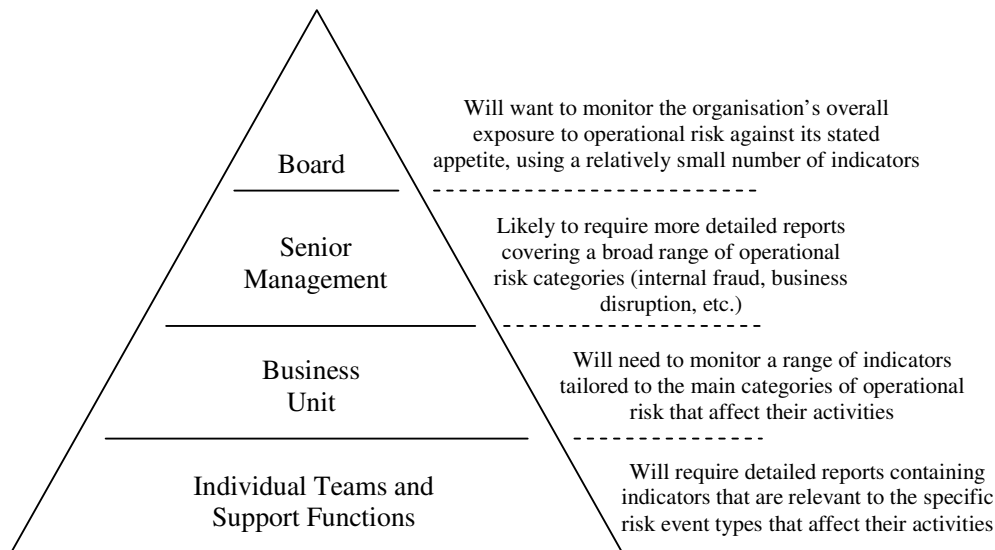 Will want to monitor the organisation's overall
exposure to operational risk against its stated
appetite, using a relatively small number of indicators
Board
Likely to require more detailed reports
covering a broad range of operational
risk categories (internal fraud, business
disruption, etc.)
Senior
Management
Will need to monitor a range of indicators
tailored to the main categories of operational
risk that affect their activities
Business
Unit
Will require detailed reports containing
indicators that are relevant to the specific
risk event types that affect their activities
Individual Teams and
Support Functions